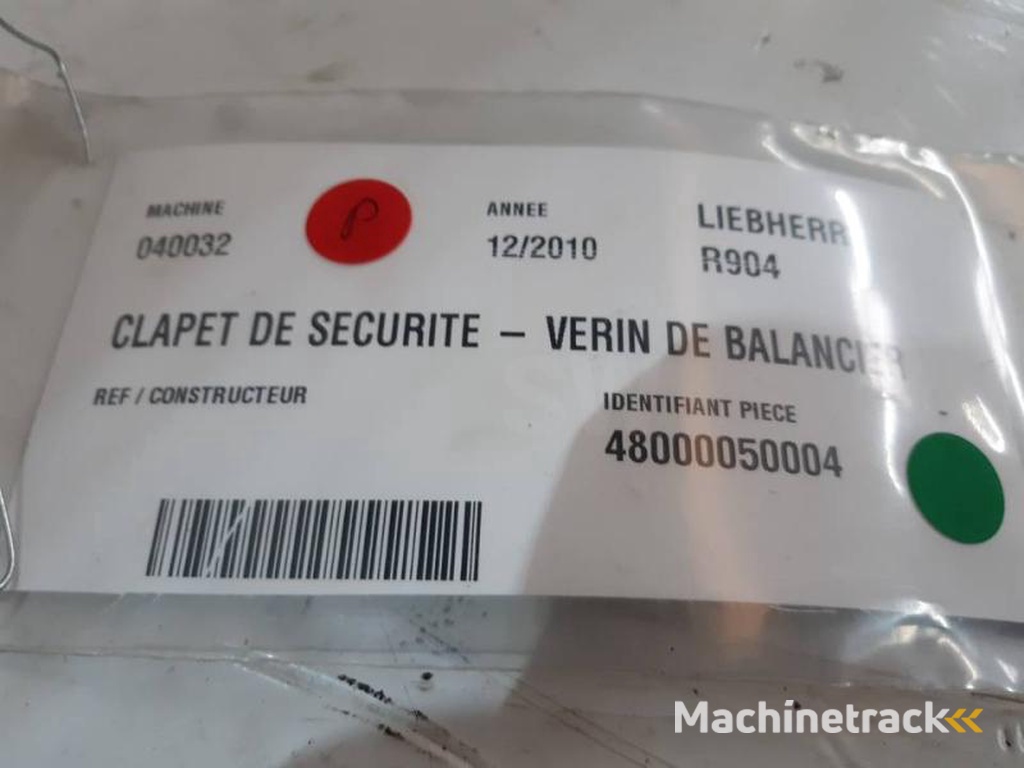 MACHINE
040032
P
ANNEE
12/2010
LIEBHERR
R904
CLAPET DE SECURITE – VERIN DE BALANCIER
REF / CONSTRUCTEUR
IDENTIFIANT PIECE
48000050004
Machinetrack